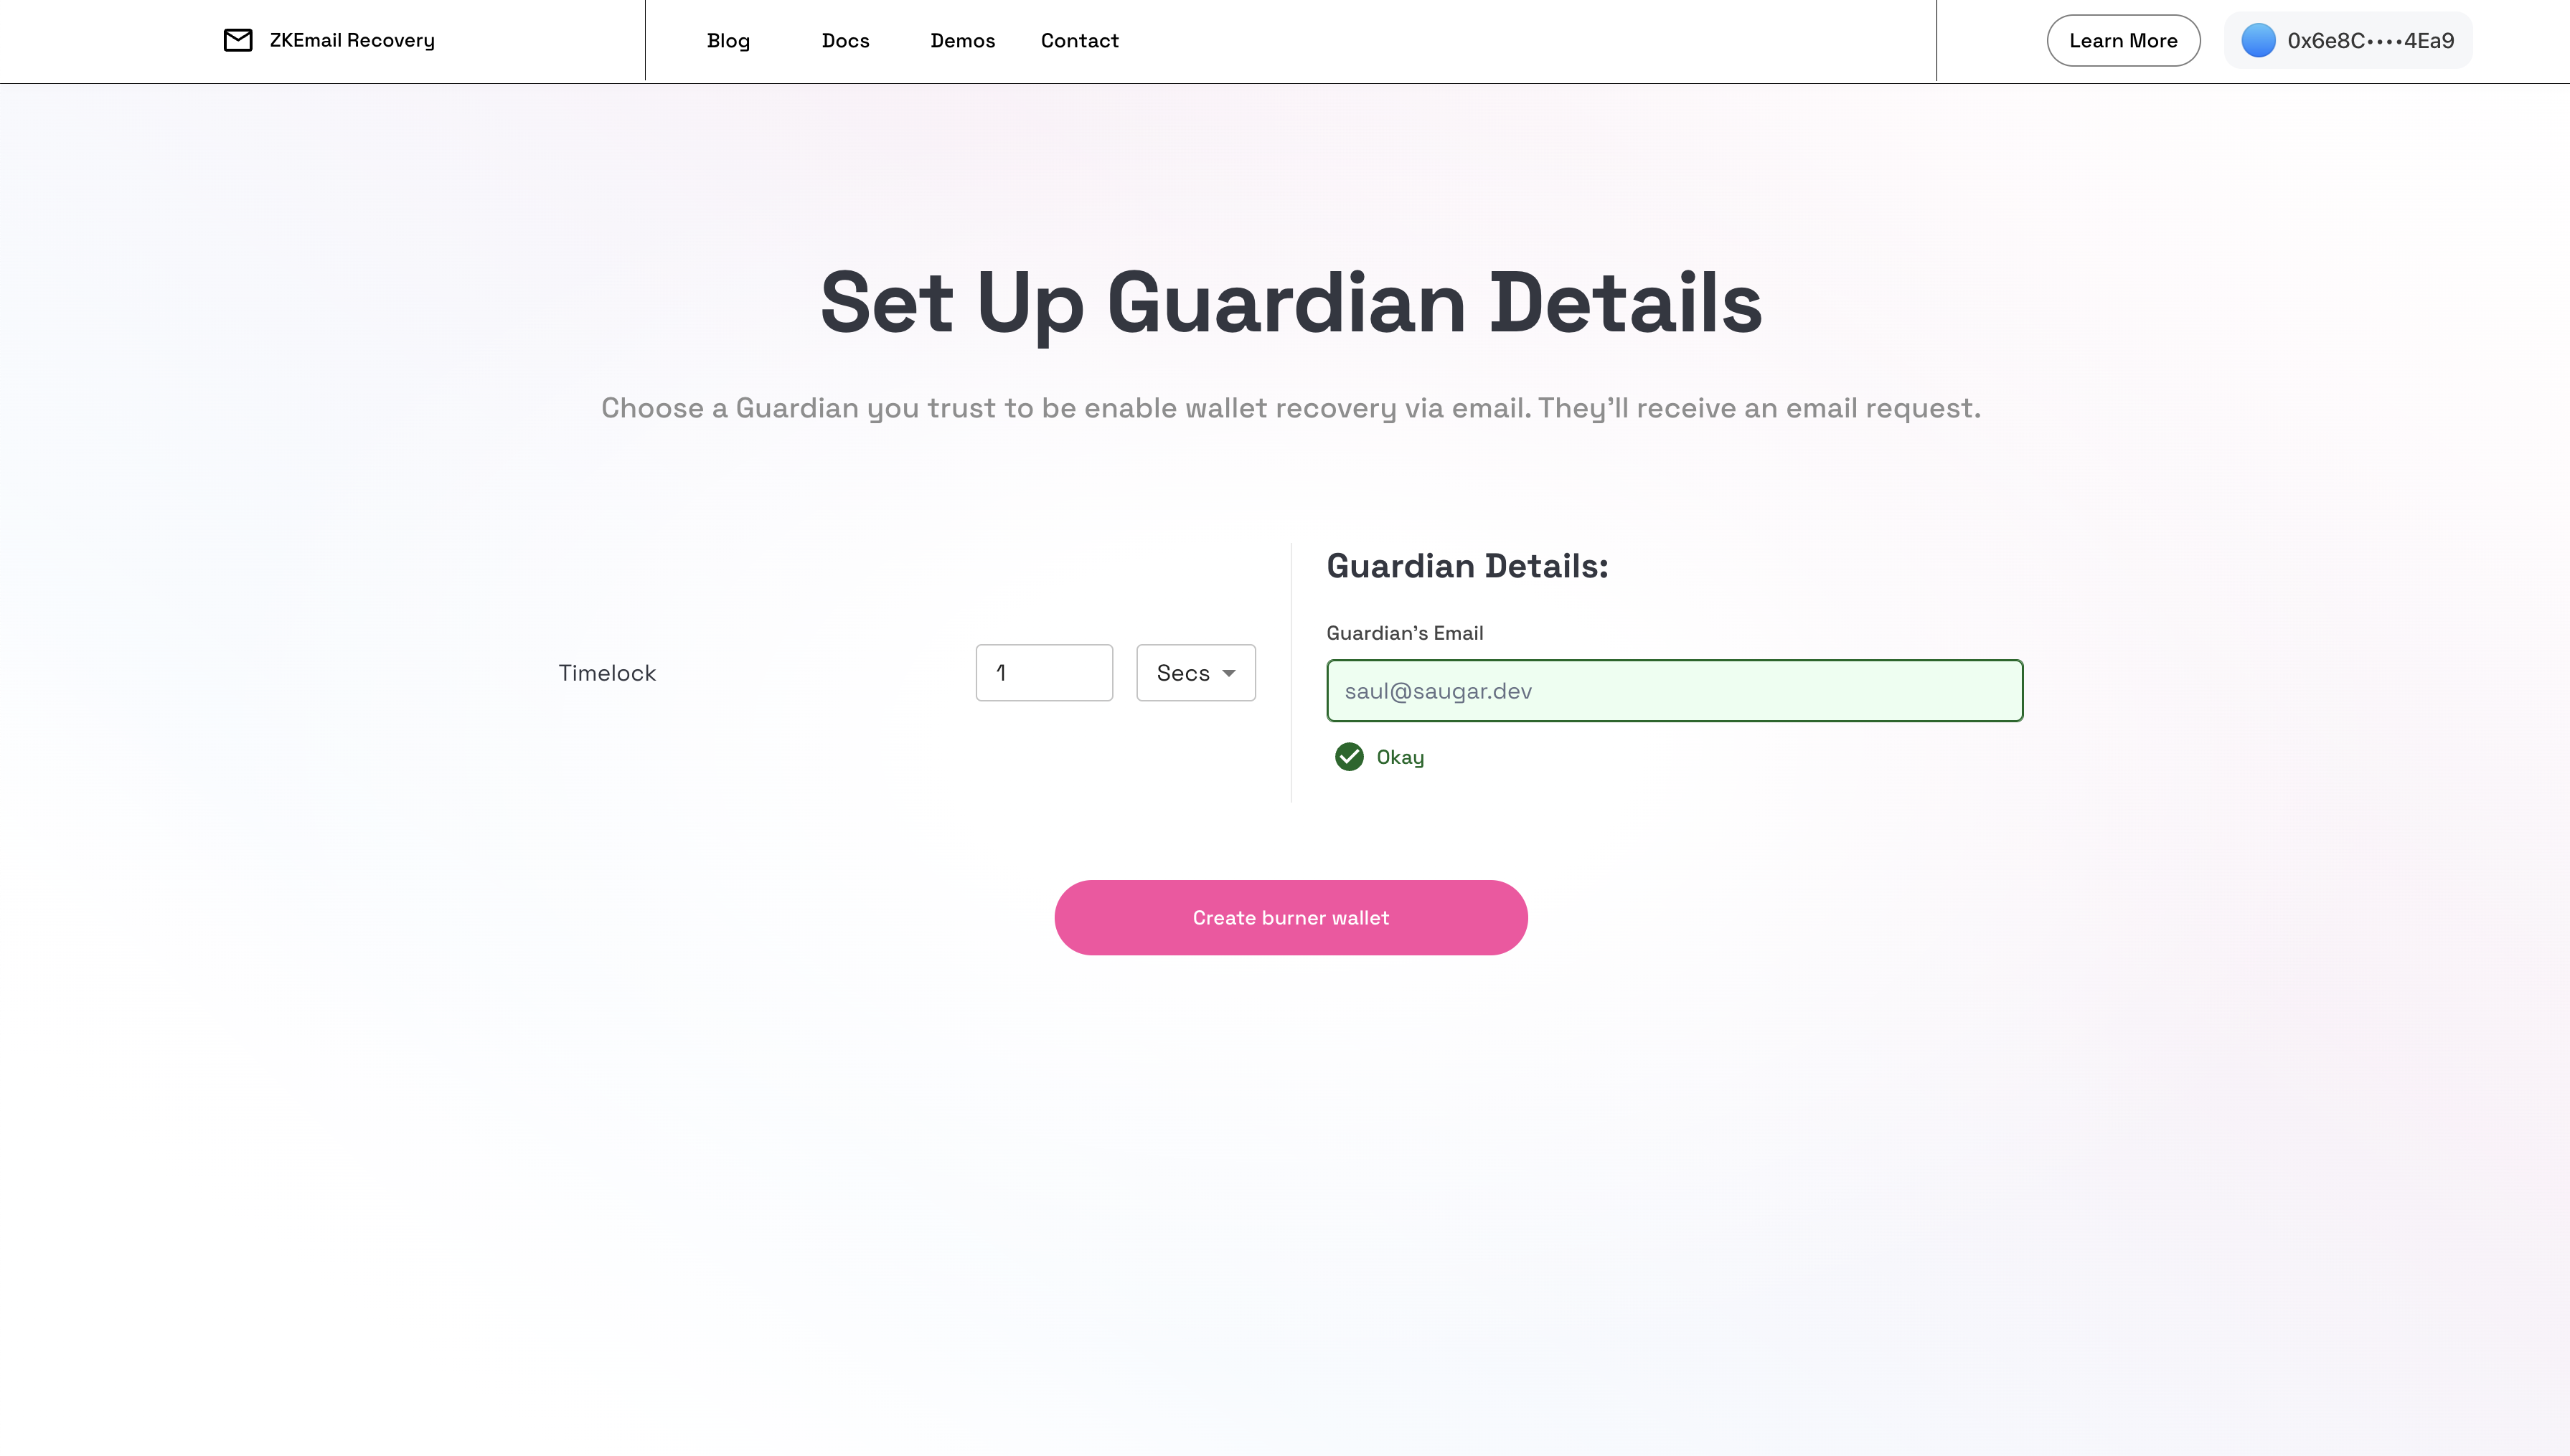 ZKEmail Recovery
Blog Docs Demos Contact
Learn More
0x6e8C••••4Ea9
Set Up Guardian Details
Choose a Guardian you trust to be enable wallet recovery via email. They’ll receive an email request.
Timelock
1
Secs
Guardian Details:
Guardian’s Email
saul@saugar.dev
Okay
Create burner wallet